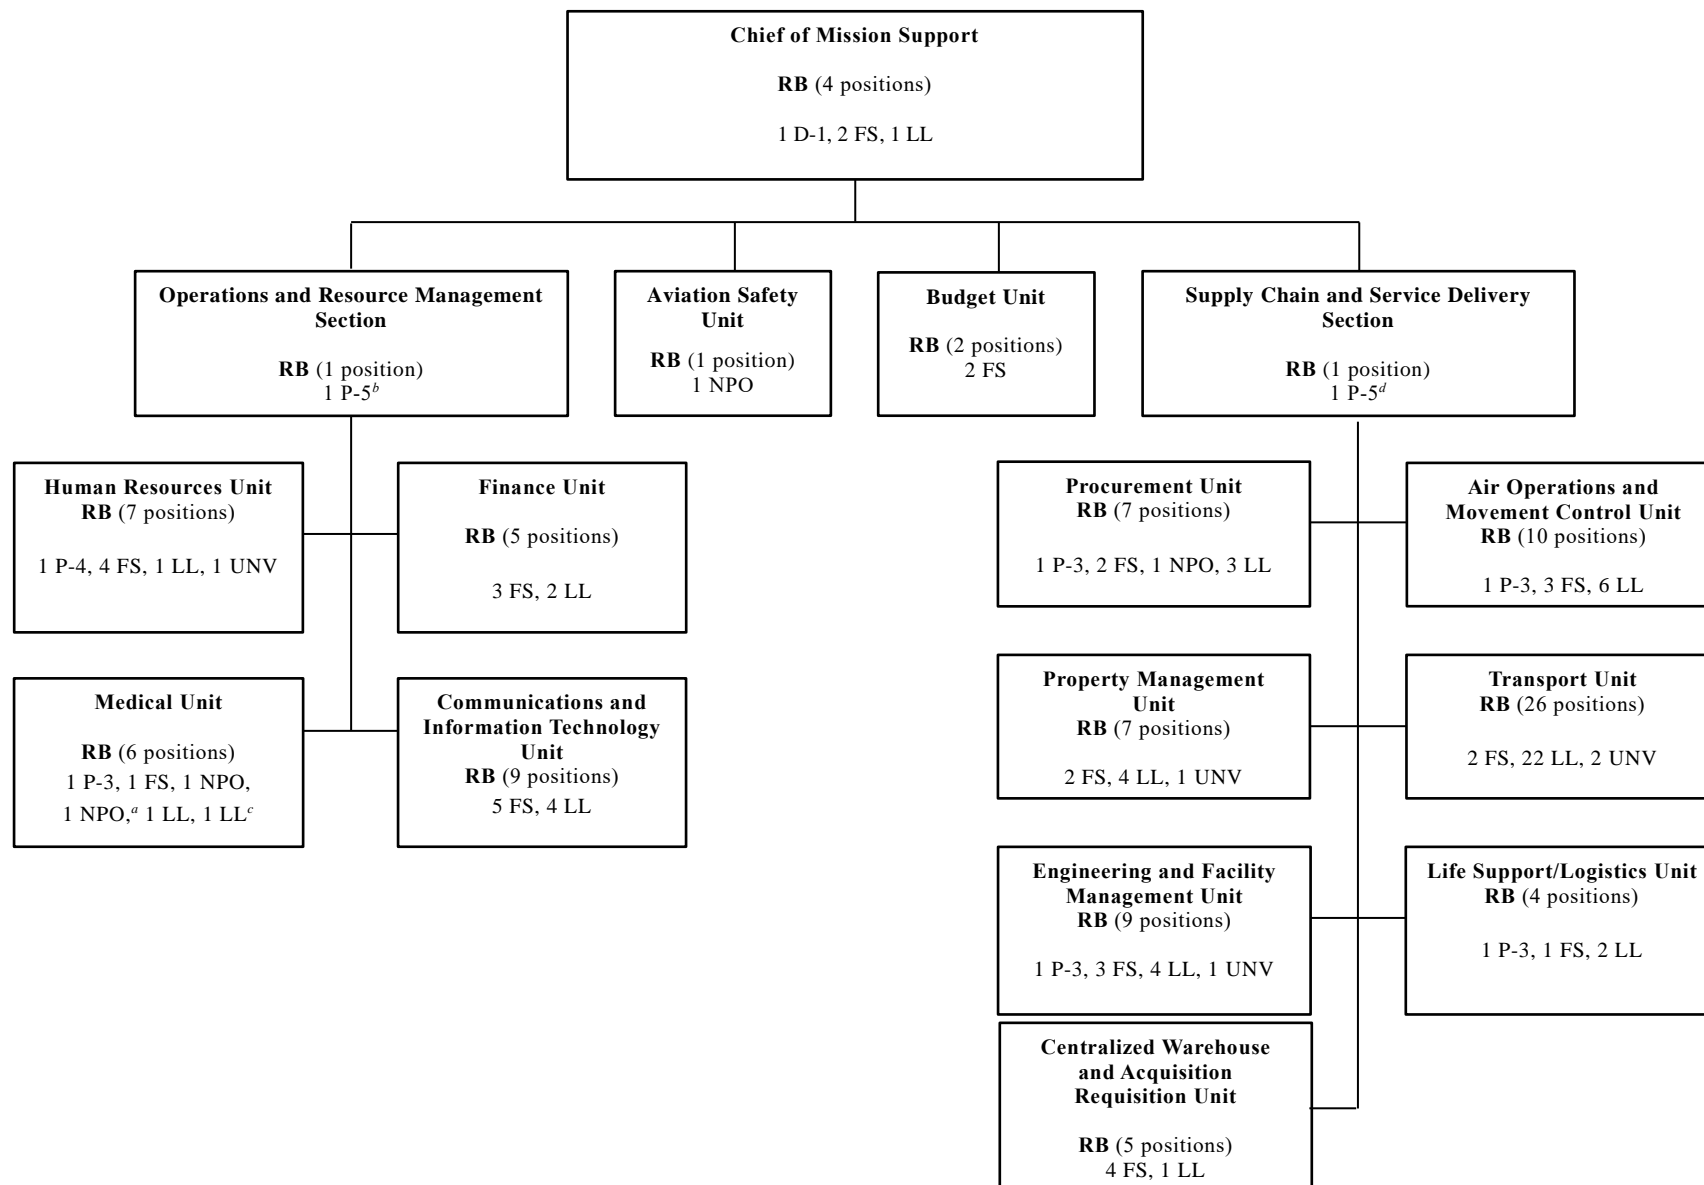 Chief of Mission Support
RB (4 positions)
1 D-1, 2 FS, 1 LL
Operations and Resource Management
Section
RB (1 position)
1 P-5b
Aviation Safety
Unit
RB (1 position)
1 NPO
Budget Unit
RB (2 positions)
2 FS
Supply Chain and Service Delivery
Section
RB (1 position)
1 P-5d
Human Resources Unit
RB (7 positions)
1 P-4, 4 FS, 1 LL, 1 UNV
Finance Unit
RB (5 positions)
3 FS, 2 LL
Procurement Unit
RB (7 positions)
1 P-3, 2 FS, 1 NPO, 3 LL
Air Operations and
Movement Control Unit
RB (10 positions)
1 P-3, 3 FS, 6 LL
Medical Unit
RB (6 positions)
1 P-3, 1 FS, 1 NPO,
1 NPO,a 1 LL, 1 LLc
Communications and
Information Technology
Unit
RB (9 positions)
5 FS, 4 LL
Property Management
Unit
RB (7 positions)
2 FS, 4 LL, 1 UNV
Transport Unit
RB (26 positions)
2 FS, 22 LL, 2 UNV
Engineering and Facility
Management Unit
RB (9 positions)
1 P-3, 3 FS, 4 LL, 1 UNV
Life Support/Logistics Unit
RB (4 positions)
1 P-3, 1 FS, 2 LL
Centralized Warehouse
and Acquisition
Requisition Unit
RB (5 positions)
4 FS, 1 LL